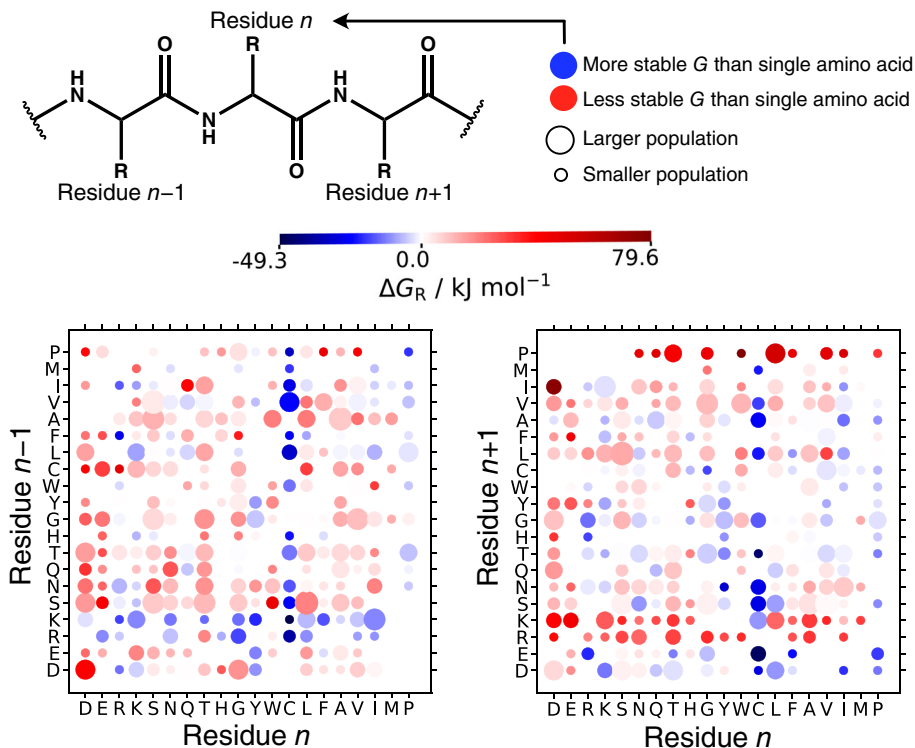 Residue n
More stable G than single amino acid
Less stable G than single amino acid
Larger population
Smaller population
O
O
R
H
H
N
N
N
H
R
O
R
Residue n−1
Residue n+1
-49.3
0.0
79.6
ΔG_R / kJ mol⁻¹
P
M
I
V
A
F
L
C
W
Y
G
H
T
Q
N
S
K
R
E
D
Residue n−1
D E R K S N Q T H G Y W C L F A V I M P
Residue n
P
M
I
V
A
F
L
C
W
Y
G
H
T
Q
N
S
K
R
E
D
Residue n+1
D E R K S N Q T H G Y W C L F A V I M P
Residue n